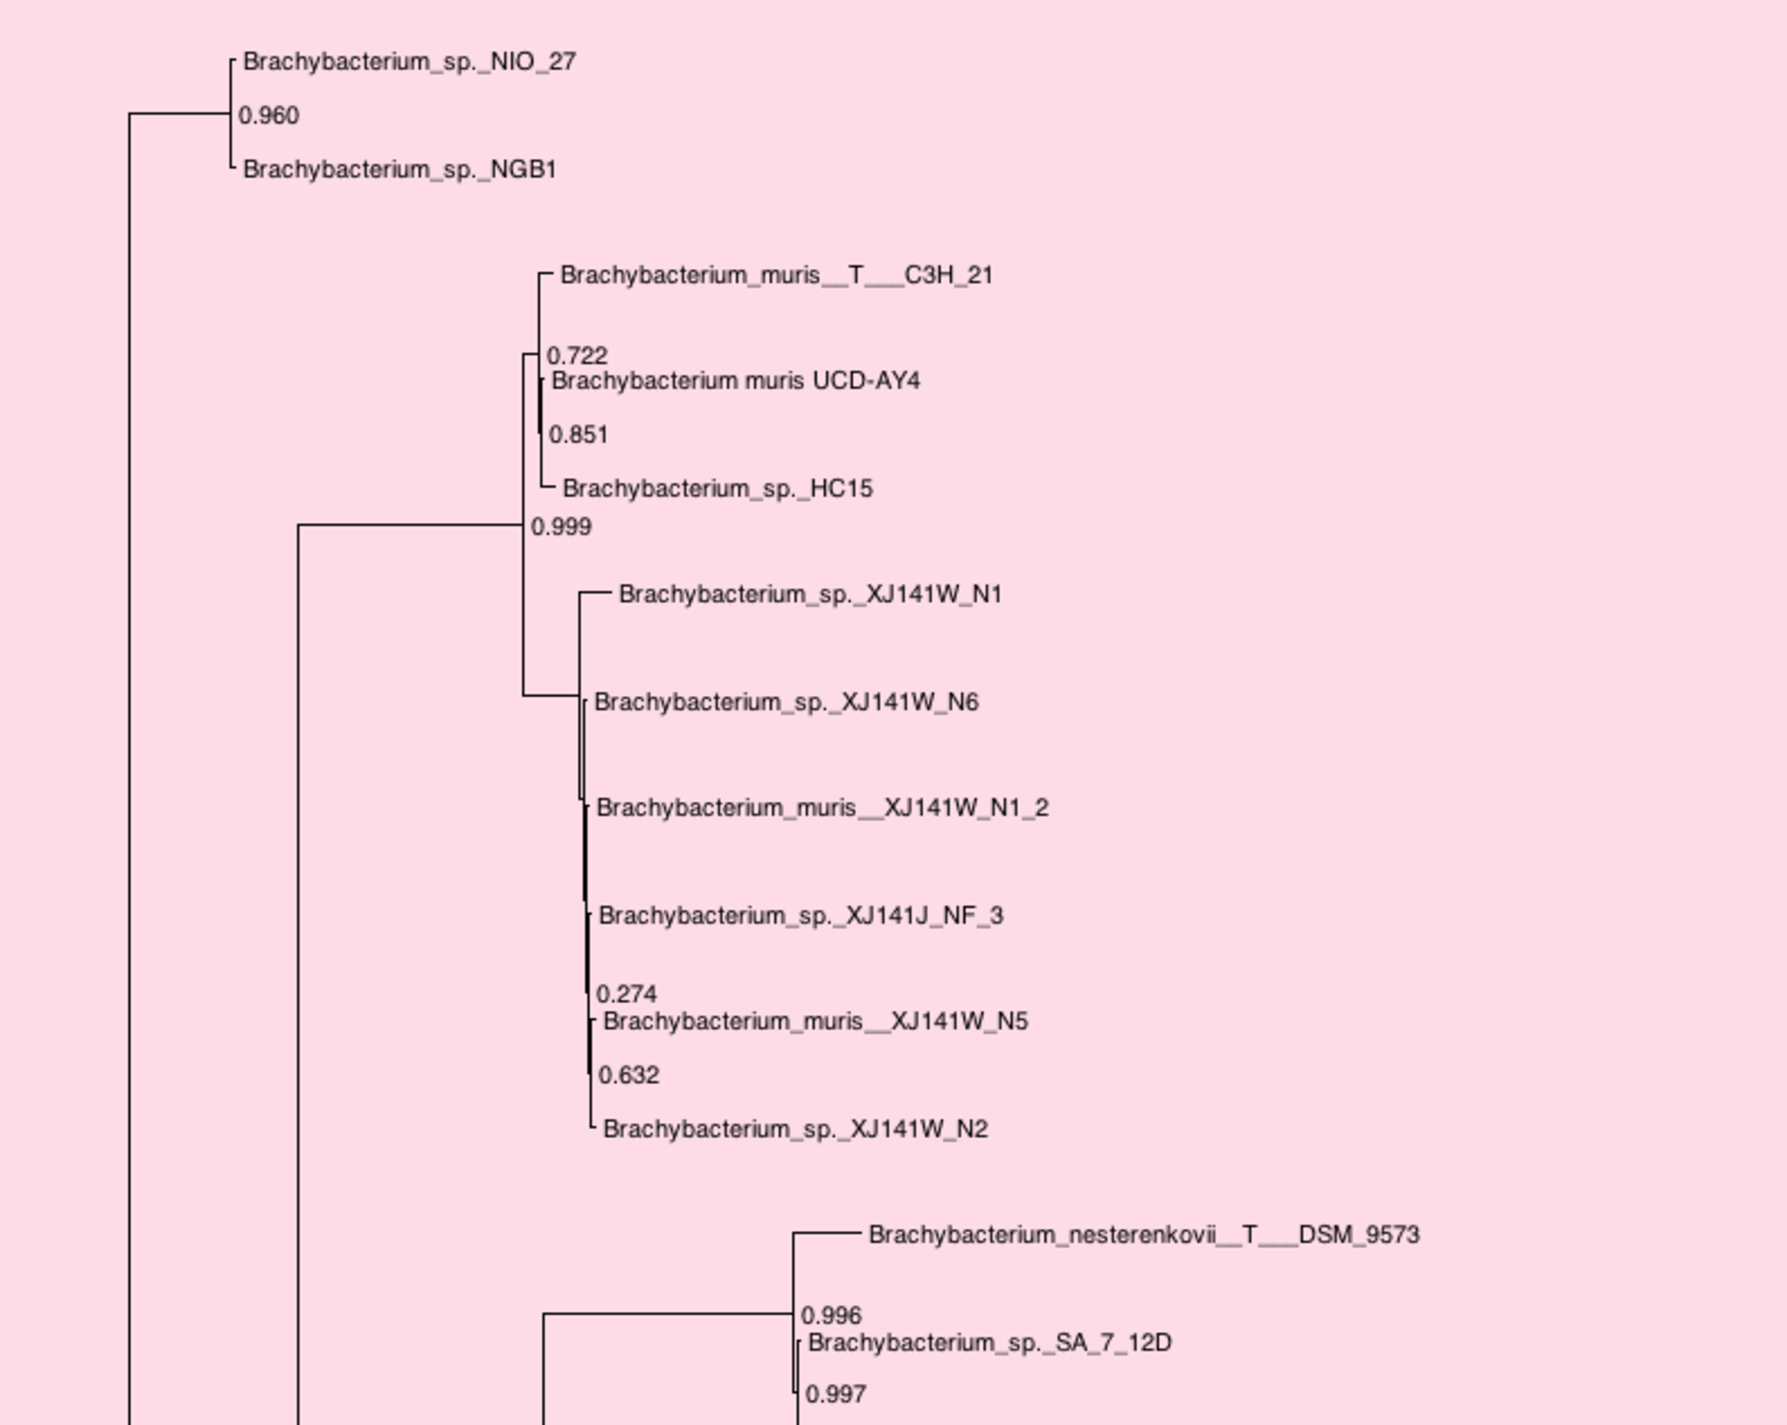 Brachybacterium_sp._NIO_27
0.960
Brachybacterium_sp._NGB1
Brachybacterium_muris__T___C3H_21
0.722
Brachybacterium muris UCD-AY4
0.851
Brachybacterium_sp._HC15
0.999
Brachybacterium_sp._XJ141W_N1
Brachybacterium_sp._XJ141W_N6
Brachybacterium_muris__XJ141W_N1_2
Brachybacterium_sp._XJ141J_NF_3
0.274
Brachybacterium_muris__XJ141W_N5
0.632
Brachybacterium_sp._XJ141W_N2
Brachybacterium_nesterenkovii__T___DSM_9573
0.996
Brachybacterium_sp._SA_7_12D
0.997